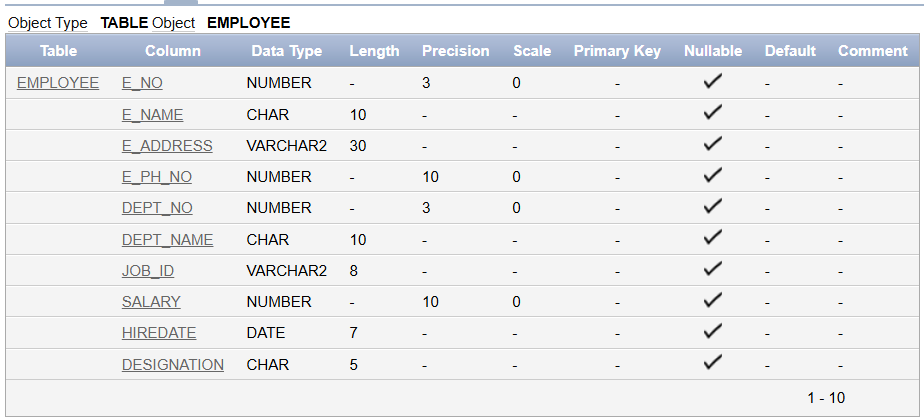 Object Type TABLE Object EMPLOYEE
Table Column Data Type Length Precision Scale Primary Key Nullable Default Comment
EMPLOYEE E_NO NUMBER - 3 0 - ✓ - -
E_NAME CHAR 10 - - - ✓ - -
E_ADDRESS VARCHAR2 30 - - - ✓ - -
E_PH_NO NUMBER - 10 0 - ✓ - -
DEPT_NO NUMBER - 3 0 - ✓ - -
DEPT_NAME CHAR 10 - - - ✓ - -
JOB_ID VARCHAR2 8 - - - ✓ - -
SALARY NUMBER - 10 0 - ✓ - -
HIREDATE DATE 7 - - - ✓ - -
DESIGNATION CHAR 5 - - - ✓ - -
1 - 10